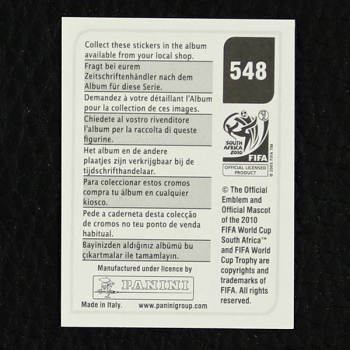 Collect these stickers in the album
available from your local shop.
Fragt bei eurem
Zeitschriftenhändler nach dem
Album für diese Serie.
Demandez à votre détaillant l'Album
pour la collection de ces images.
Chiedete al vostro rivenditore
l'album per la raccolta di queste
figurine.
Het album en de andere
plaatjes zijn verkrijgbaar bij de
tijdschrifthandelaar.
Para coleccionar estos cromos
compra tu álbum en cualquier
kiosco.
Pede a caderneta desta colecção
de cromos no teu ponto de venda
habitual.
Bayinizden aldığınız albümü bu
çıkartmalar ile tamamlayın.
Manufactured under licence by
PANINI
Made in Italy. www.paninigroup.com
548
SOUTH AFRICA
2010
FIFA
OFFICIAL LICENSED
PRODUCT
© The Official
Emblem and
Official Mascot
of the 2010
FIFA World Cup
South Africa™
and FIFA World
Cup Trophy are
copyrights and
trademarks of
FIFA. All rights
reserved.